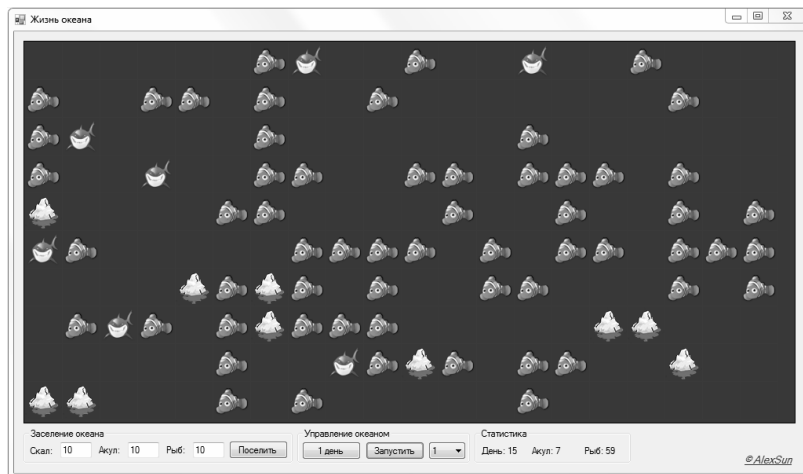 Жизнь океана
Заселение океана
Скал: 10 Акул: 10 Рыб: 10 Поселить
Управление океаном
1 день Запустить 1
Статистика
День: 15 Акул: 7 Рыб: 59
©AlexSun